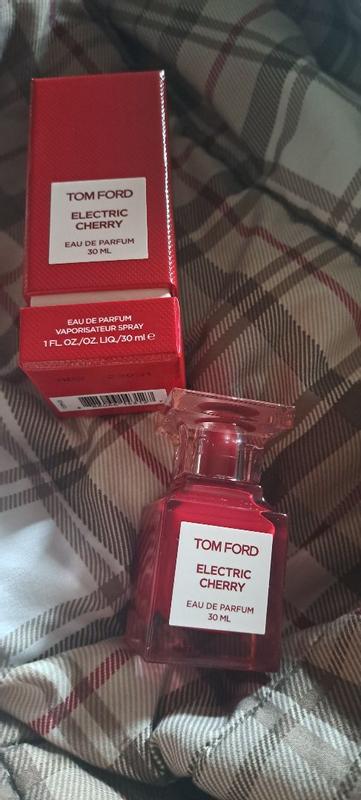 TOM FORD
ELECTRIC
CHERRY
EAU DE PARFUM
30 ML
EAU DE PARFUM
VAPORISATEUR SPRAY
1 FL. OZ./OZ. LIQ./30 ml e
TOM FORD
ELECTRIC
CHERRY
EAU DE PARFUM
30 ML